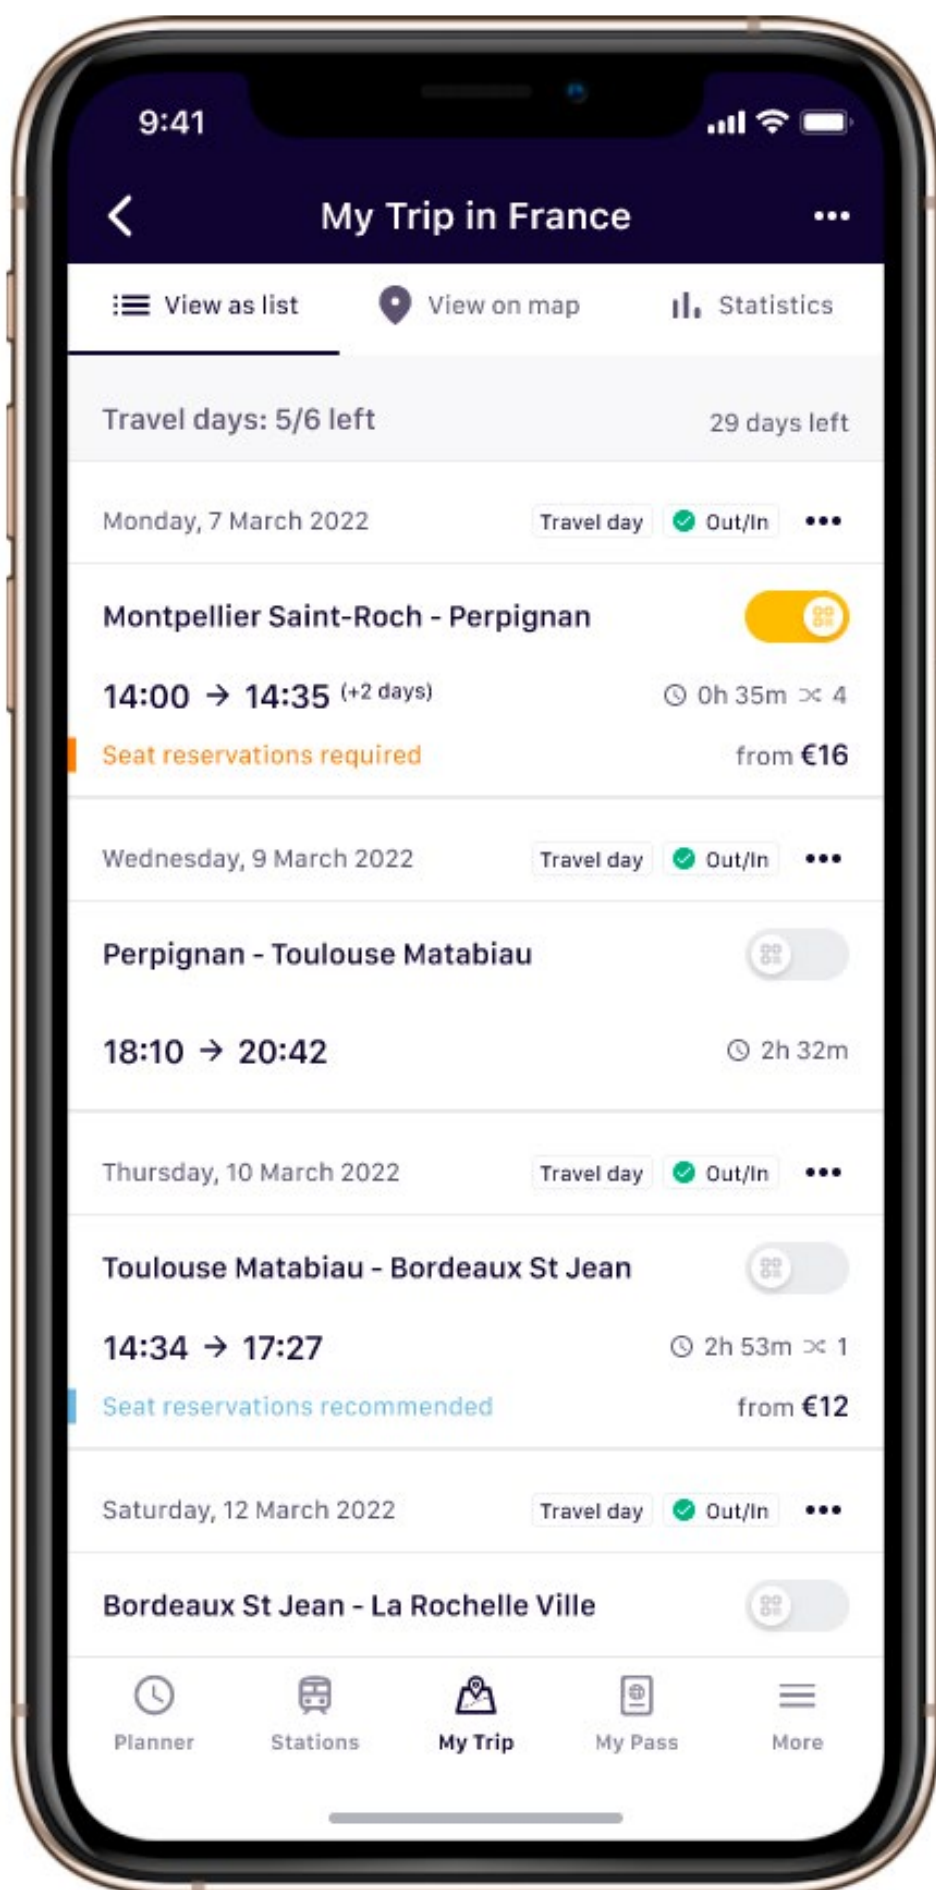 9:41
My Trip in France
View as list View on map Statistics
Travel days: 5/6 left 29 days left
Monday, 7 March 2022 Travel day Out/In
Montpellier Saint-Roch - Perpignan
14:00 → 14:35 (+2 days) 0h 35m 4
Seat reservations required from €16
Wednesday, 9 March 2022 Travel day Out/In
Perpignan - Toulouse Matabiau
18:10 → 20:42 2h 32m
Thursday, 10 March 2022 Travel day Out/In
Toulouse Matabiau - Bordeaux St Jean
14:34 → 17:27 2h 53m 1
Seat reservations recommended from €12
Saturday, 12 March 2022 Travel day Out/In
Bordeaux St Jean - La Rochelle Ville
Planner Stations My Trip My Pass More